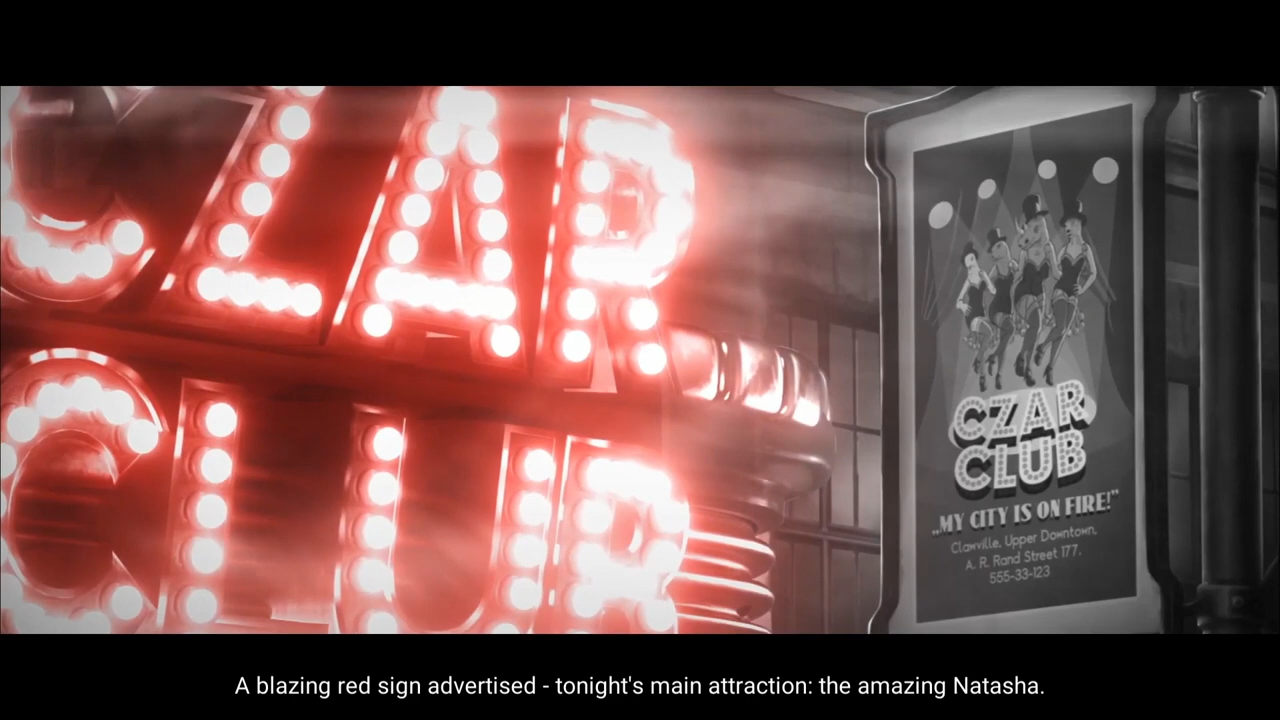 CZAR
CLUB
CZAR
CLUB
„MY CITY IS ON FIRE!”
Clawville, Upper Downtown,
A. R. Rand Street 177.
555-33-123
A blazing red sign advertised - tonight's main attraction: the amazing Natasha.